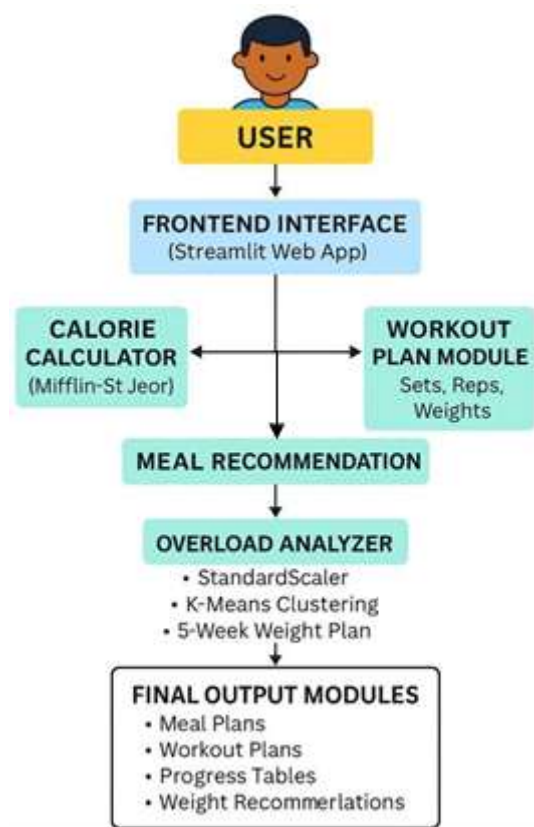 USER
FRONTEND INTERFACE
(Streamlit Web App)
CALORIE
CALCULATOR
(Mifflin-St Jeor)
WORKOUT
PLAN MODULE
Sets, Reps,
Weights
MEAL RECOMMENDATION
OVERLOAD ANALYZER
• StandardScaler
• K-Means Clustering
• 5-Week Weight Plan
FINAL OUTPUT MODULES
• Meal Plans
• Workout Plans
• Progress Tables
• Weight Recommerlations